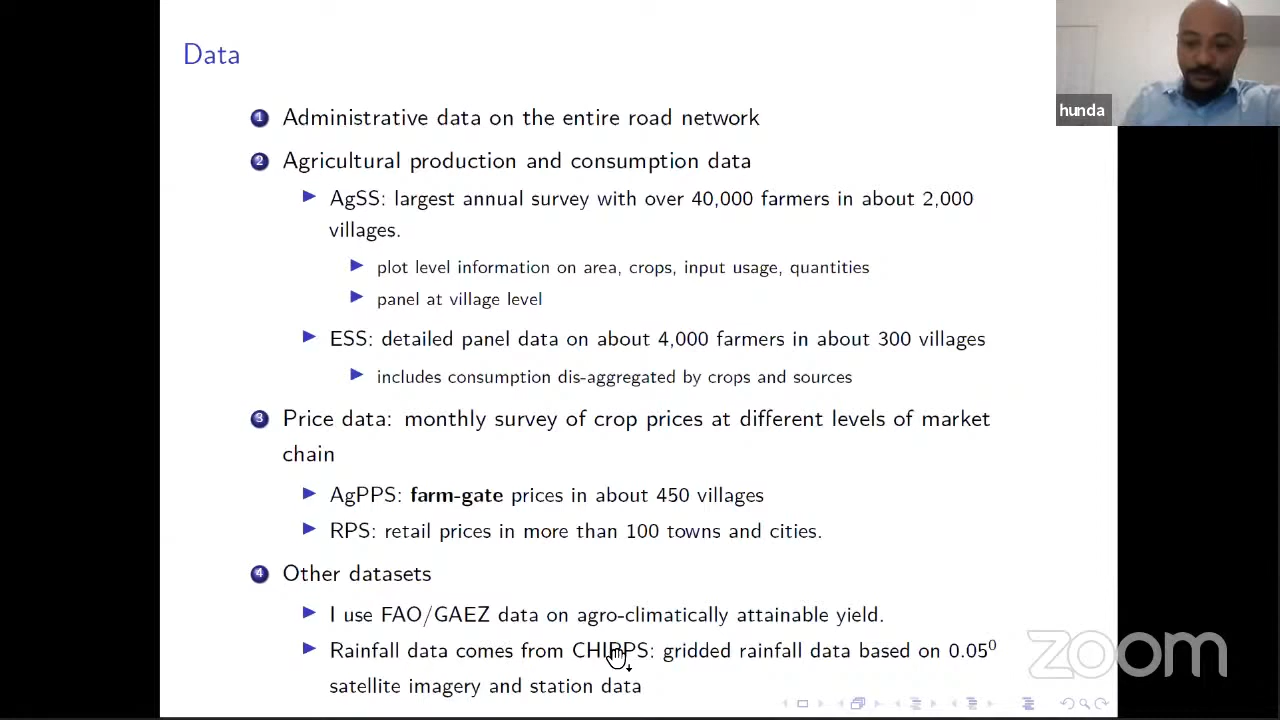 Data
hunda
1 Administrative data on the entire road network
2 Agricultural production and consumption data
AgSS: largest annual survey with over 40,000 farmers in about 2,000
villages.
plot level information on area, crops, input usage, quantities
panel at village level
ESS: detailed panel data on about 4,000 farmers in about 300 villages
includes consumption dis-aggregated by crops and sources
3 Price data: monthly survey of crop prices at different levels of market
chain
AgPPS: farm-gate prices in about 450 villages
RPS: retail prices in more than 100 towns and cities.
4 Other datasets
I use FAO/GAEZ data on agro-climatically attainable yield.
Rainfall data comes from CHIPPS: gridded rainfall data based on 0.05⁰
satellite imagery and station data
zoom